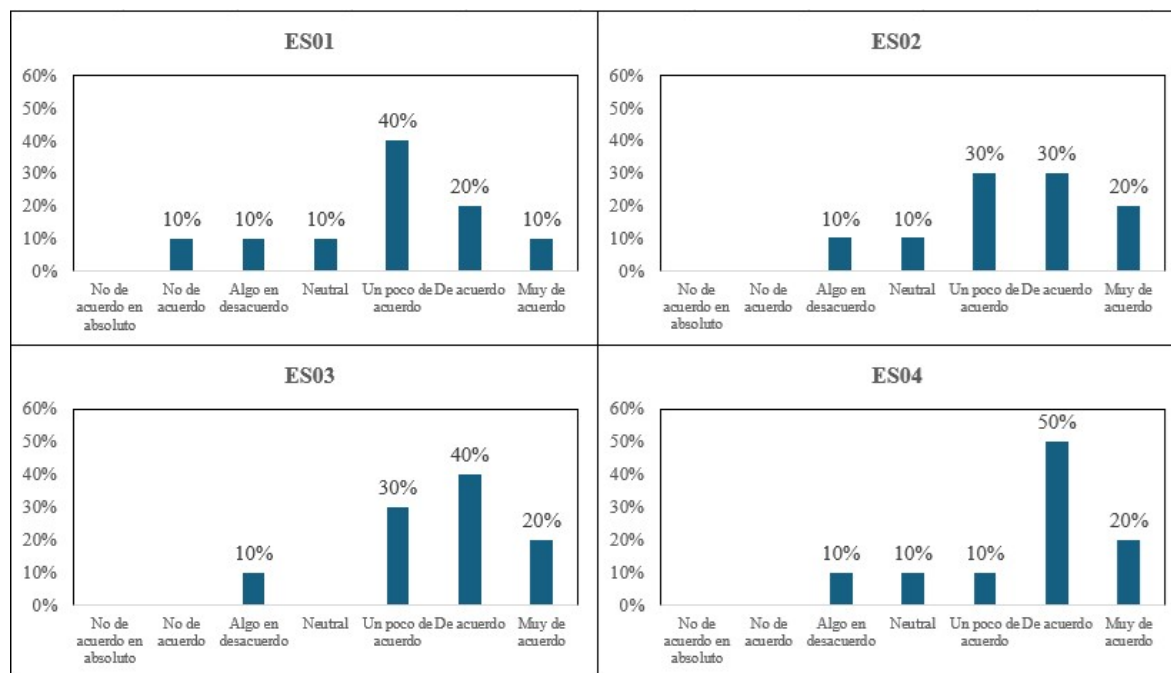 ES01
60%
50%
40%
30%
20%
10%
0%
10%
10%
10%
40%
20%
10%
No de
acuerdo en
absoluto
No de
acuerdo
Algo en
desacuerdo
Neutral
Un poco de
acuerdo
De acuerdo
Muy de
acuerdo
ES02
60%
50%
40%
30%
20%
10%
0%
10%
10%
30%
30%
20%
No de
acuerdo en
absoluto
No de
acuerdo
Algo en
desacuerdo
Neutral
Un poco de
acuerdo
De acuerdo
Muy de
acuerdo
ES03
60%
50%
40%
30%
20%
10%
0%
10%
30%
40%
20%
No de
acuerdo en
absoluto
No de
acuerdo
Algo en
desacuerdo
Neutral
Un poco de
acuerdo
De acuerdo
Muy de
acuerdo
ES04
60%
50%
40%
30%
20%
10%
0%
10%
10%
10%
50%
20%
No de
acuerdo en
absoluto
No de
acuerdo
Algo en
desacuerdo
Neutral
Un poco de
acuerdo
De acuerdo
Muy de
acuerdo